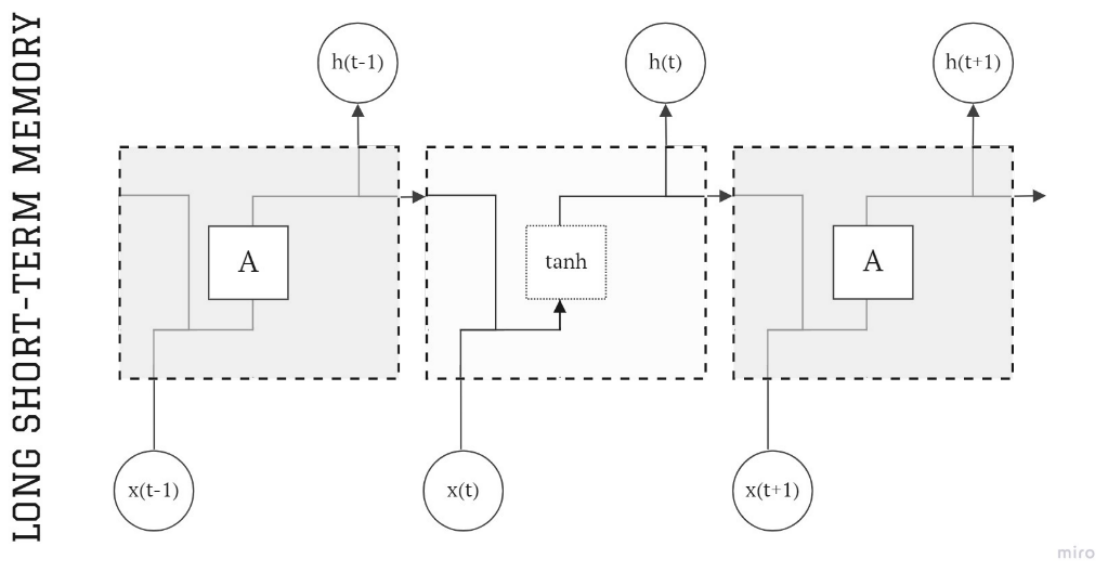 LONG SHORT-TERM MEMORY
h(t-1)
h(t)
h(t+1)
A
tanh
A
x(t-1)
x(t)
x(t+1)
miro